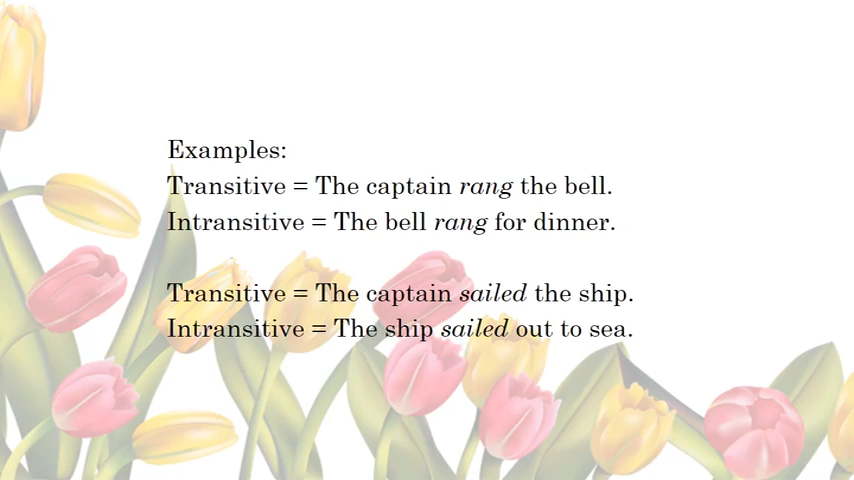 Examples:
Transitive = The captain rang the bell.
Intransitive = The bell rang for dinner.
Transitive = The captain sailed the ship.
Intransitive = The ship sailed out to sea.